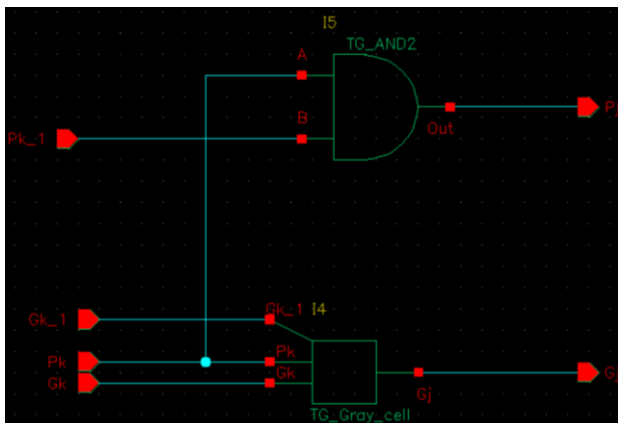 I5
TG_AND2
A
B
Out
Pj
Pk_1
Gk_1
I4
Gk_1
Pk
Pk
Gk
Gk
Gj
Gj
TG_Gray_cell